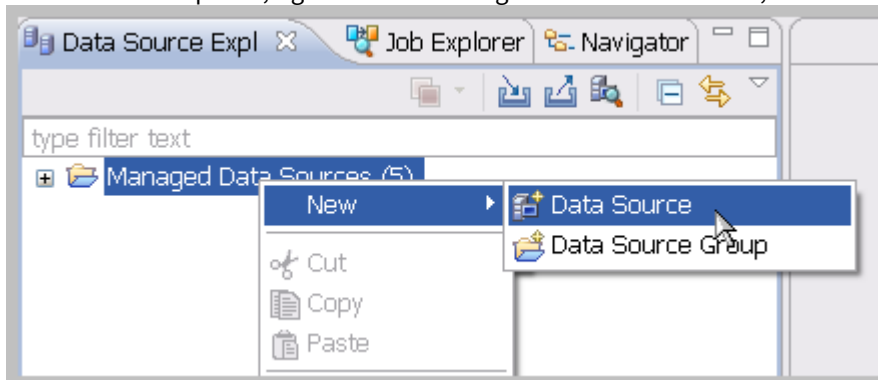 Data Source Expl Job Explorer Navigator
type filter text
Managed Data Sources (5)
New Data Source
Data Source Group
Cut
Copy
Paste